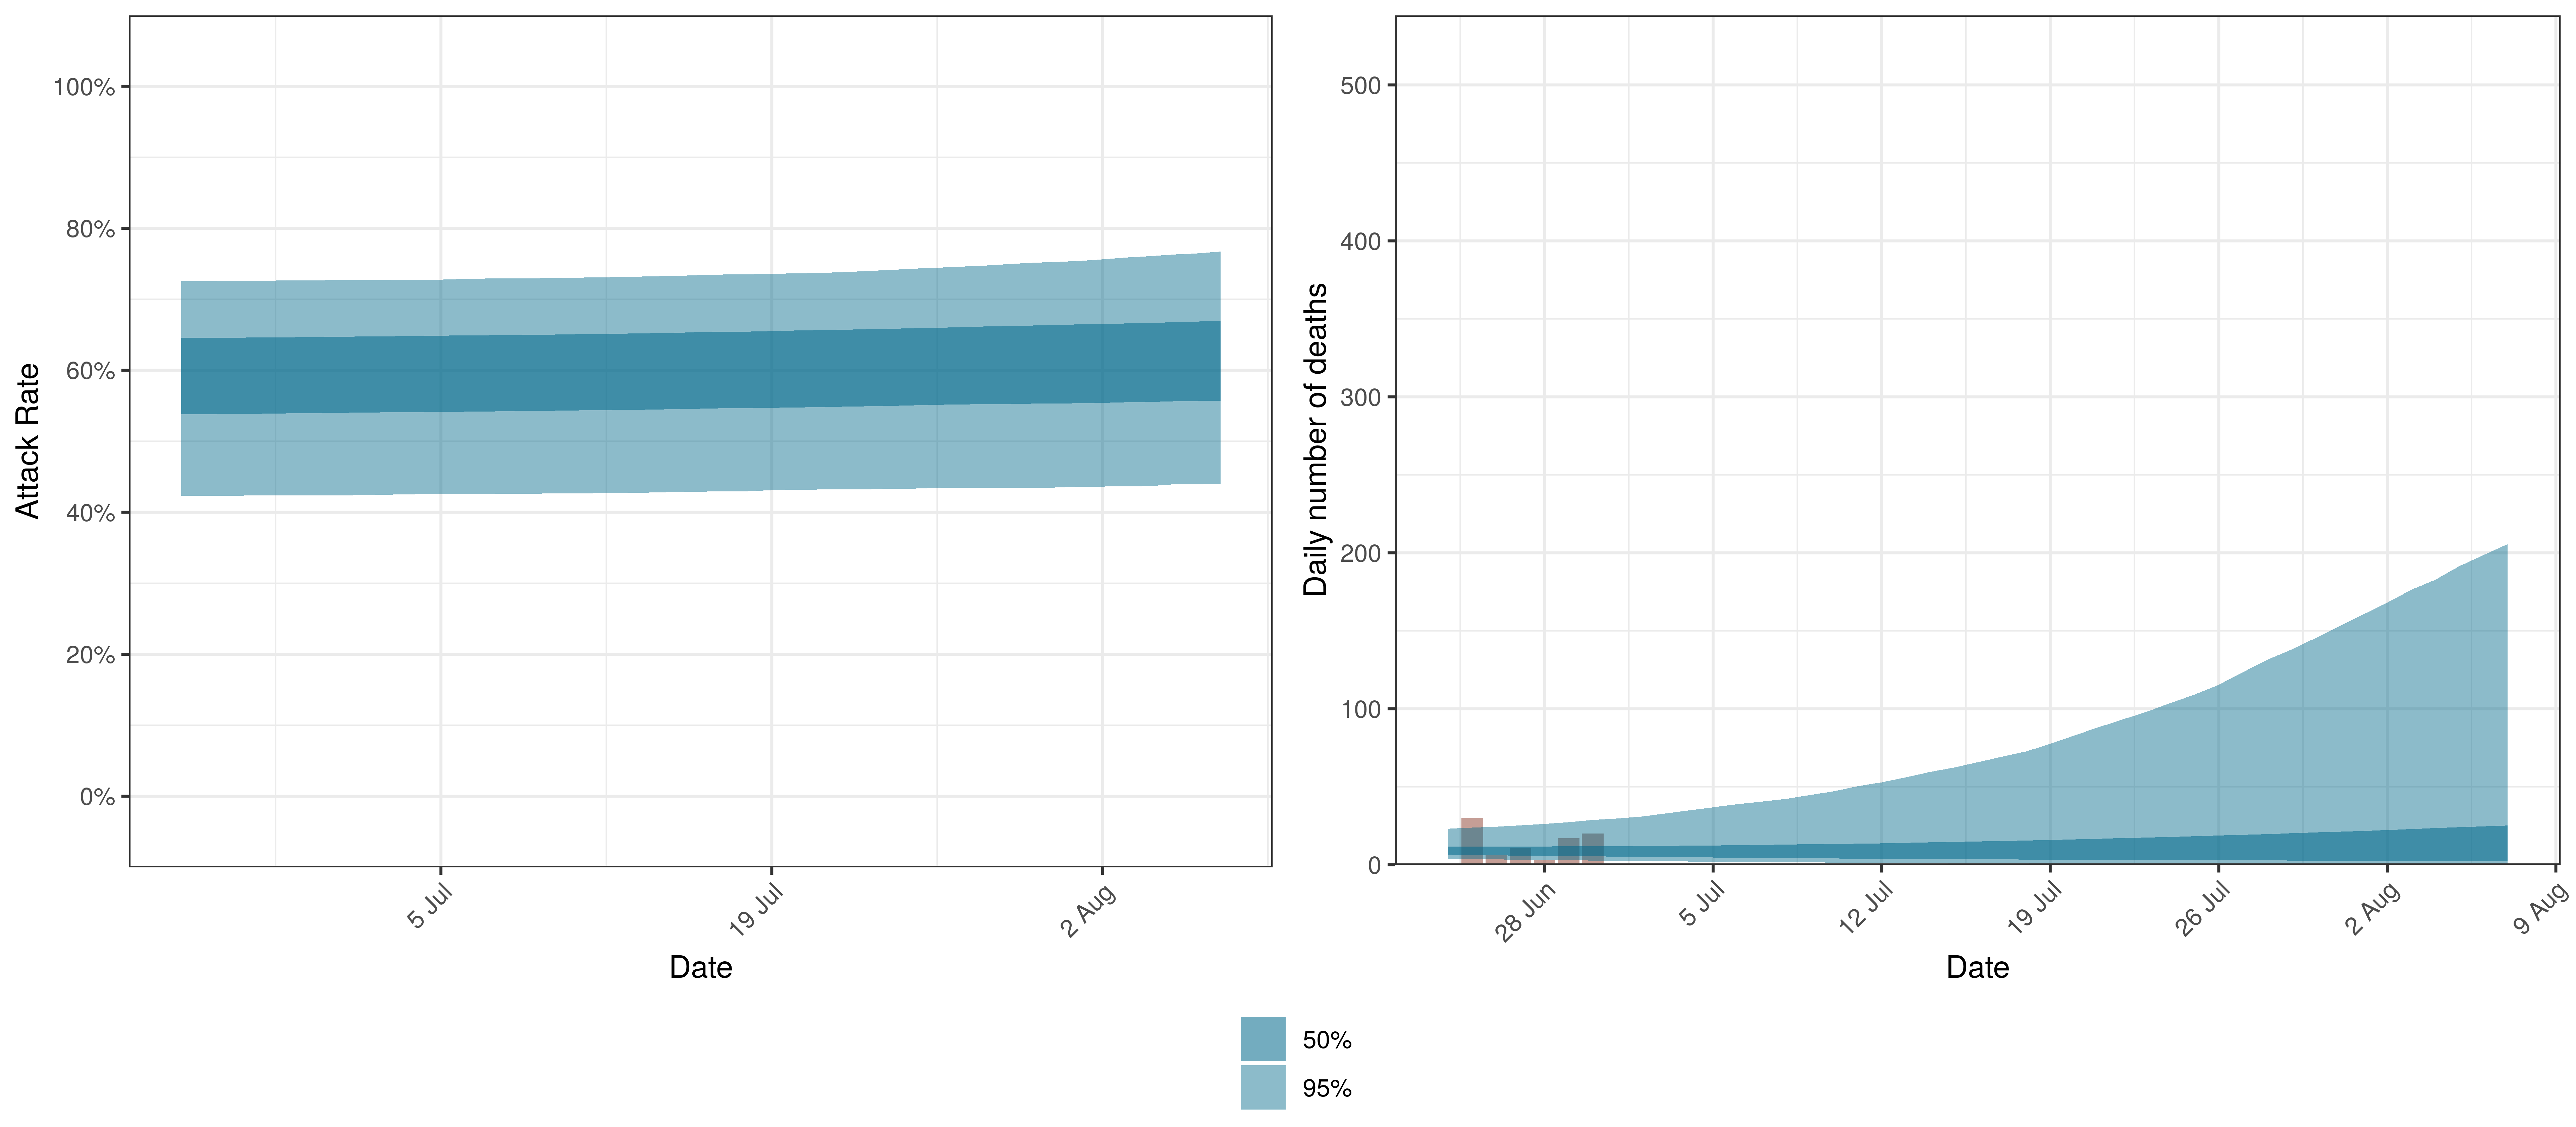 Attack Rate
100%
80%
60%
40%
20%
0%
5 Jul
19 Jul
2 Aug
Date
Daily number of deaths
500
400
300
200
100
0
28 Jun
5 Jul
12 Jul
19 Jul
26 Jul
2 Aug
9 Aug
Date
50%
95%